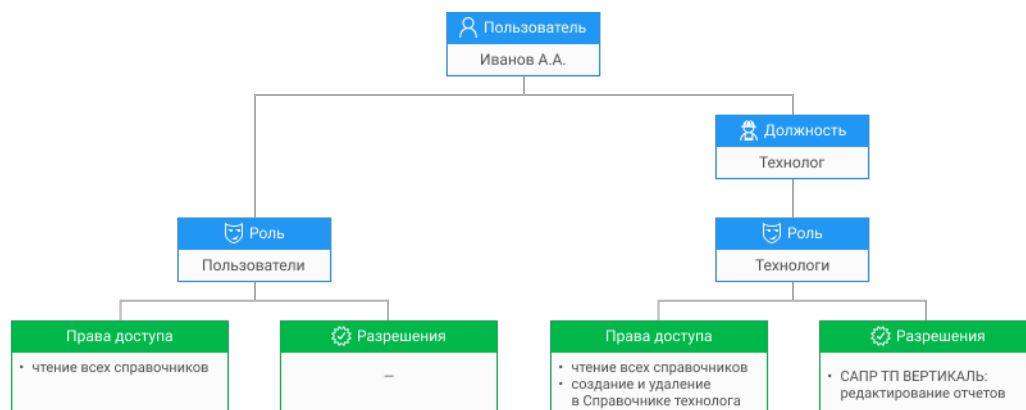 Пользователь
Иванов А.А.
Должность
Технолог
Роль
Пользователи
Роль
Технологи
Права доступа
• чтение всех справочников
Разрешения
—
Права доступа
• чтение всех справочников
• создание и удаление
в Справочнике технолога
Разрешения
• САПР ТП ВЕРТИКАЛЬ:
редактирование отчетов